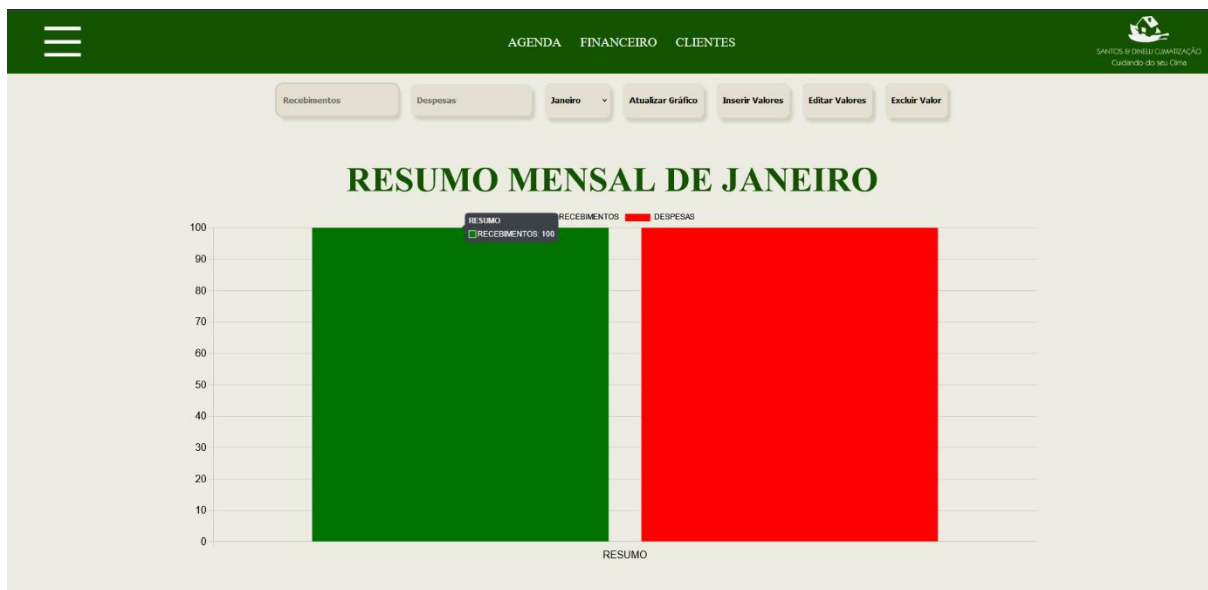 AGENDA FINANCEIRO CLIENTES
SANTOS & DINELLI CLIMATIZAÇÃO
Cuidando do seu Clima
Recebimentos Despesas Janeiro Atualizar Gráfico Inserir Valores Editar Valores Excluir Valor
RESUMO MENSAL DE JANEIRO
RECEBIMENTOS DESPESAS
RESUMO
RECEBIMENTOS: 100
100
90
80
70
60
50
40
30
20
10
0
RESUMO